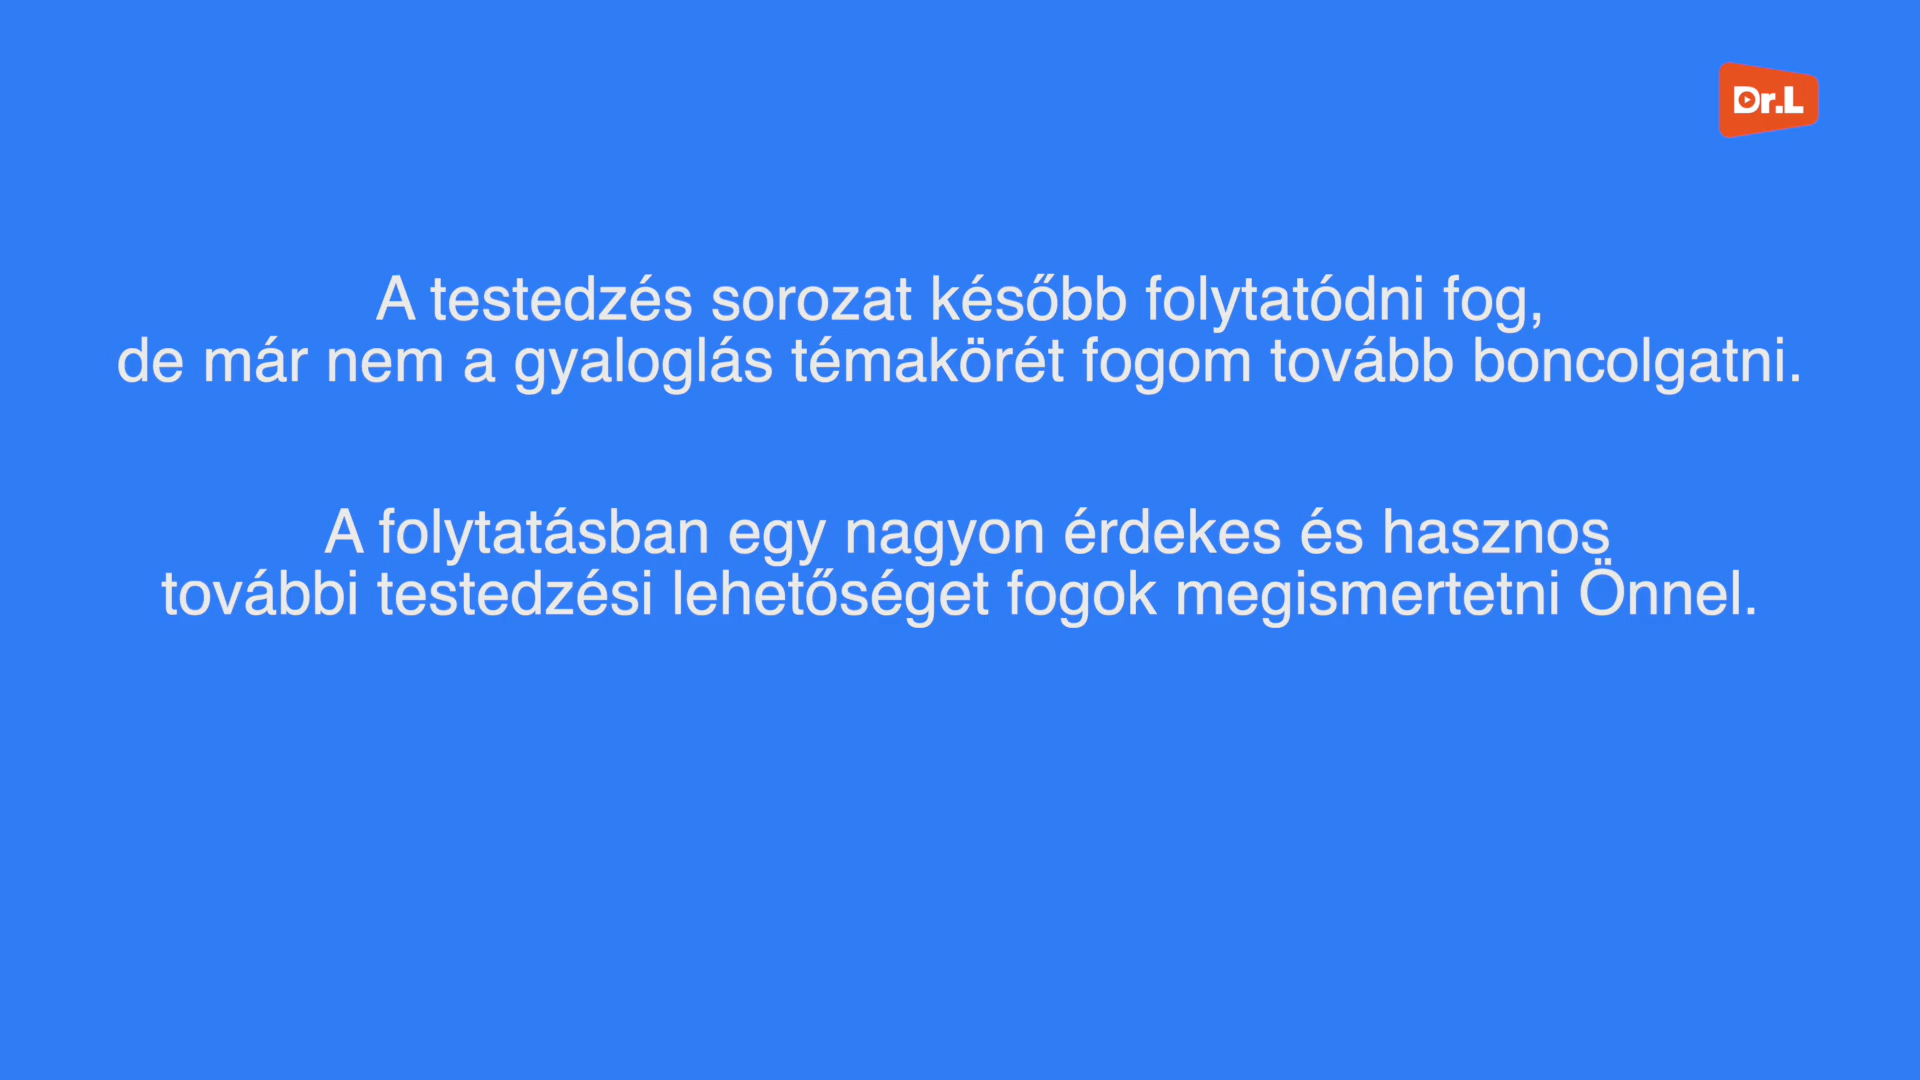 Dr.L
A testedzés sorozat később folytatódni fog,
de már nem a gyaloglás témakörét fogom tovább boncolgatni.
A folytatásban egy nagyon érdekes és hasznos
további testedzési lehetőséget fogok megismertetni Önnel.